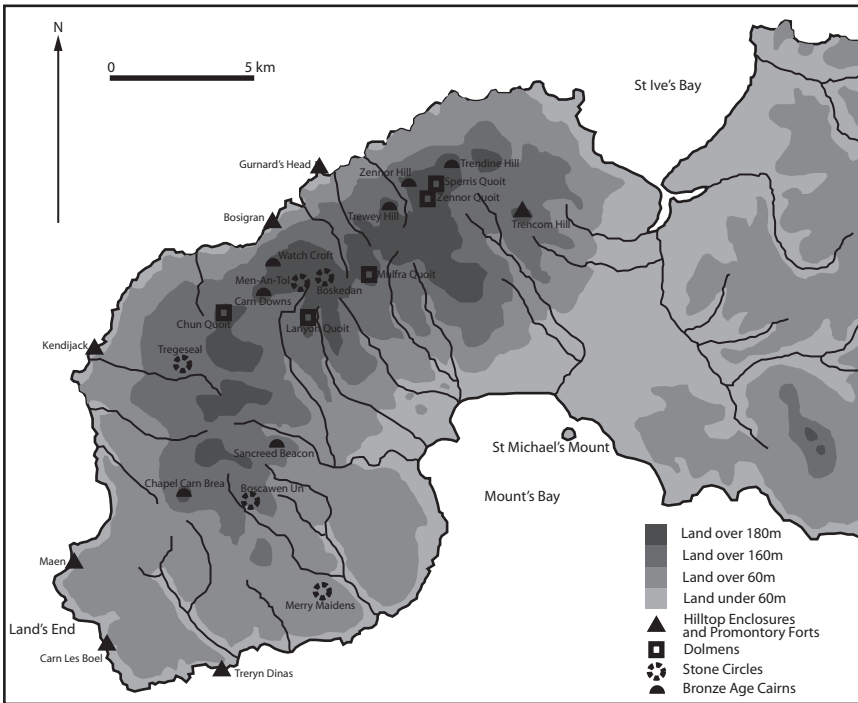 N
0 5 km
St Ive's Bay
Gurnard's Head
Trendine Hill
Zennor Hill
Sperris Quoit
Zennor Quoit
Trewey Hill
Trencom Hill
Bosigran
Watch Croft
Men-An-Tol
Boskedan
Mulfra Quoit
Carn Downs
Chun Quoit
Lanyon Quoit
Kendijack
Tregeseal
St Michael's Mount
Sancreed Beacon
Chapel Carn Brea
Boscawen Un
Mount's Bay
Maen
Merry Maidens
Land's End
Carn Les Boel
Treryn Dinas
Land over 180m
Land over 160m
Land over 60m
Land under 60m
Hilltop Enclosures
and Promontory Forts
Dolmens
Stone Circles
Bronze Age Cairns